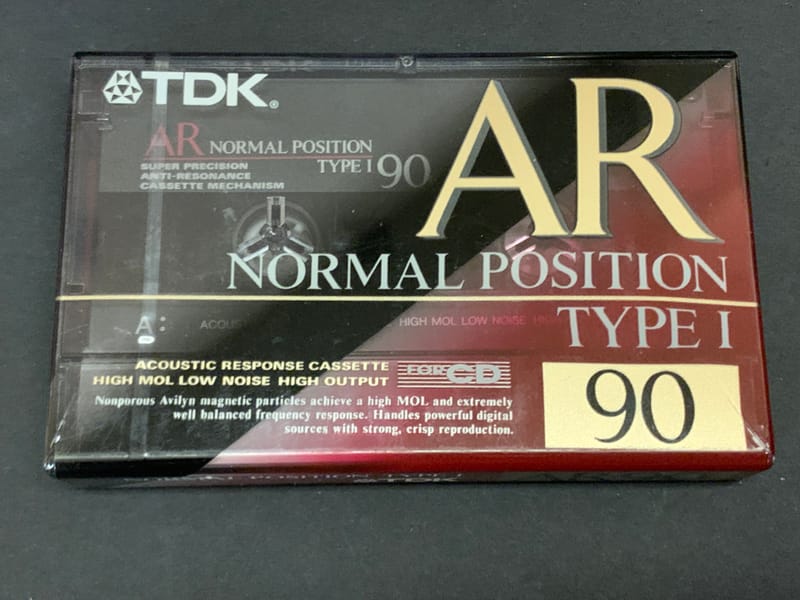 TDK®
AR
AR NORMAL POSITION
TYPE I 90
SUPER PRECISION
ANTI-RESONANCE
CASSETTE MECHANISM
NORMAL POSITION
TYPE I
A:
HIGH MOL LOW NOISE
ACOUSTIC RESPONSE CASSETTE
HIGH MOL LOW NOISE HIGH OUTPUT
FOR CD
90
Nonporous Avilyn magnetic particles achieve a high MOL and extremely
well balanced frequency response. Handles powerful digital
sources with strong, crisp reproduction.
TDK